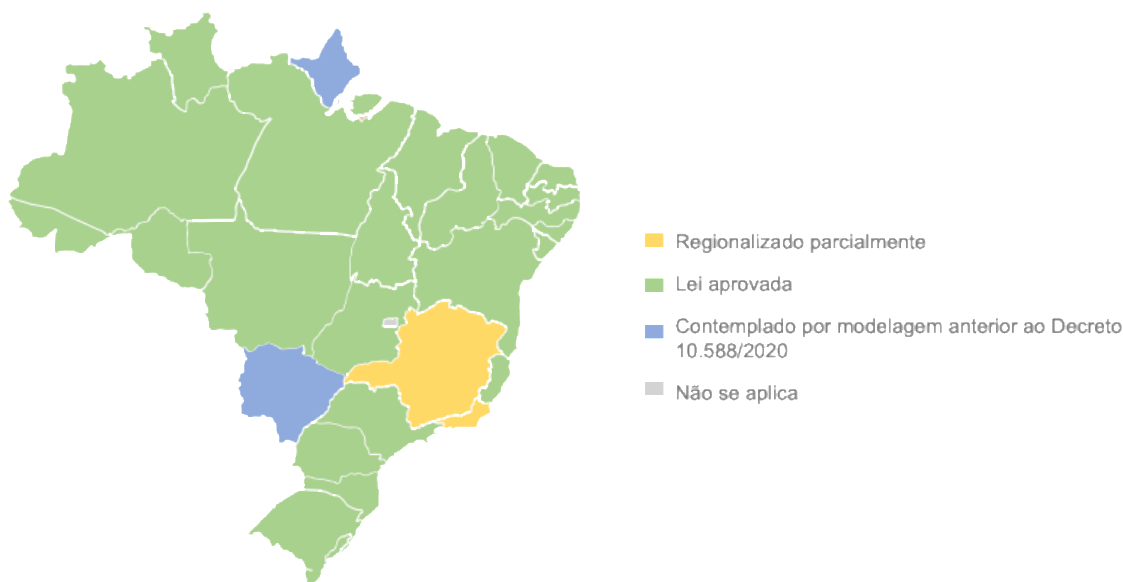 Regionalizado parcialmente
Lei aprovada
Contemplado por modelagem anterior ao Decreto
10.588/2020
Não se aplica